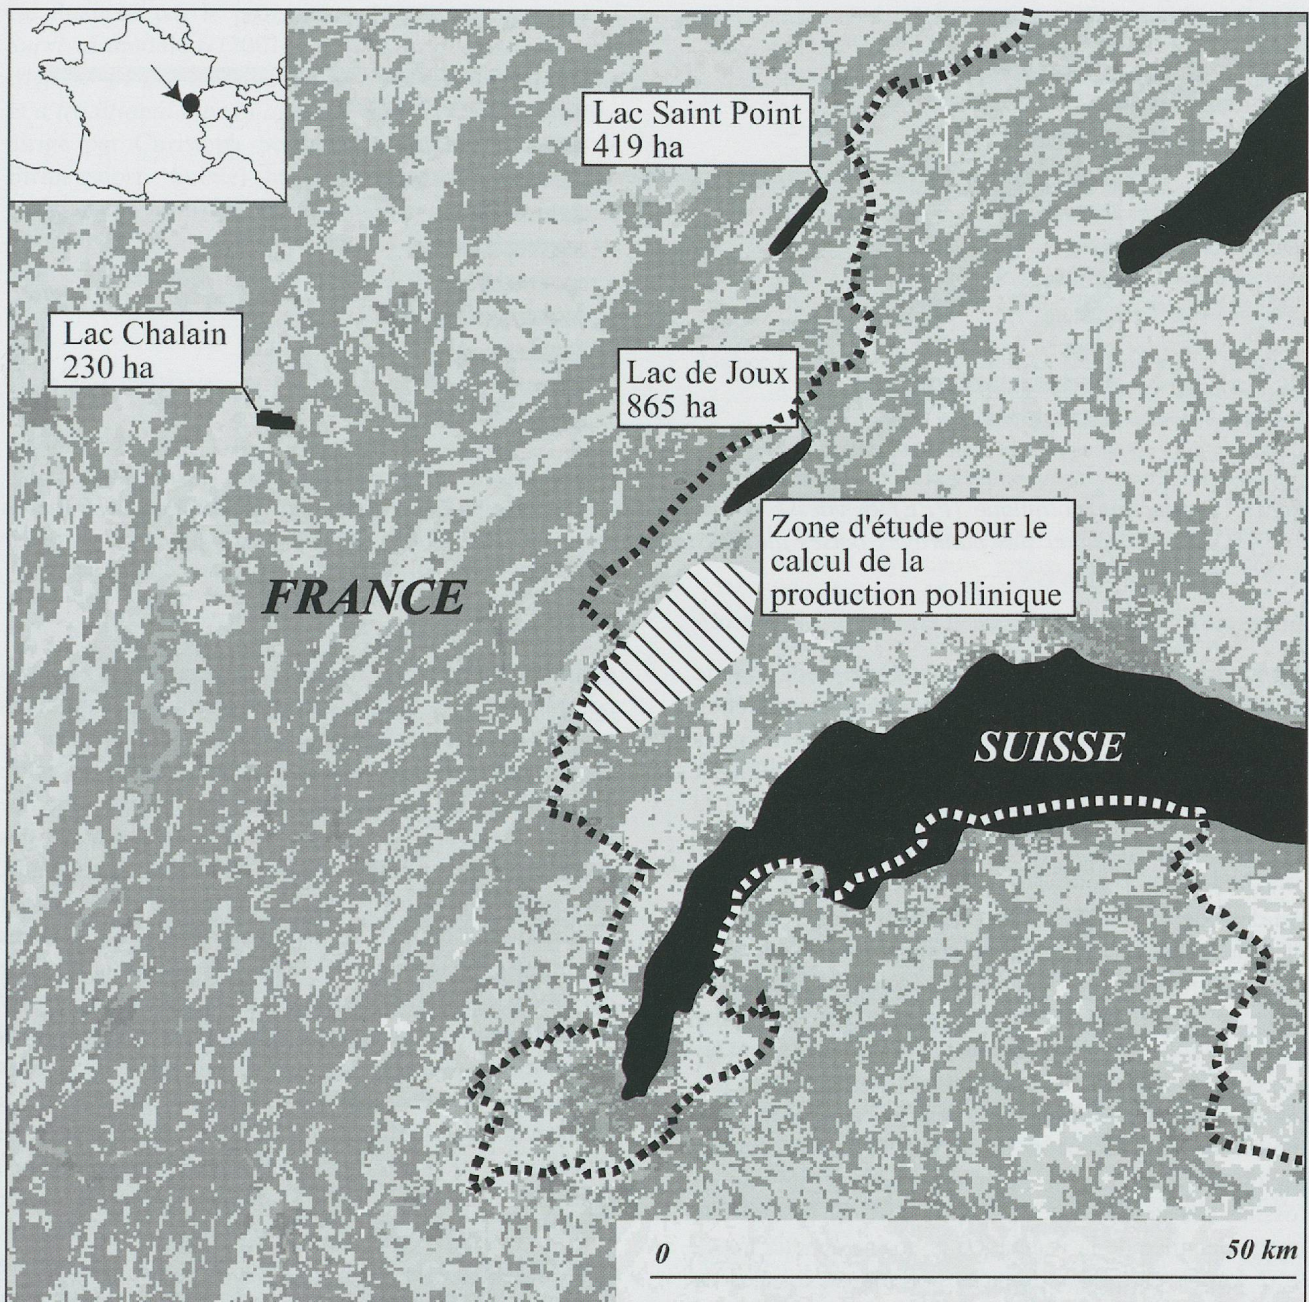 Lac Saint Point
419 ha
Lac Chalain
230 ha
Lac de Joux
865 ha
Zone d'étude pour le
calcul de la
production pollinique
FRANCE
SUISSE
0
50 km